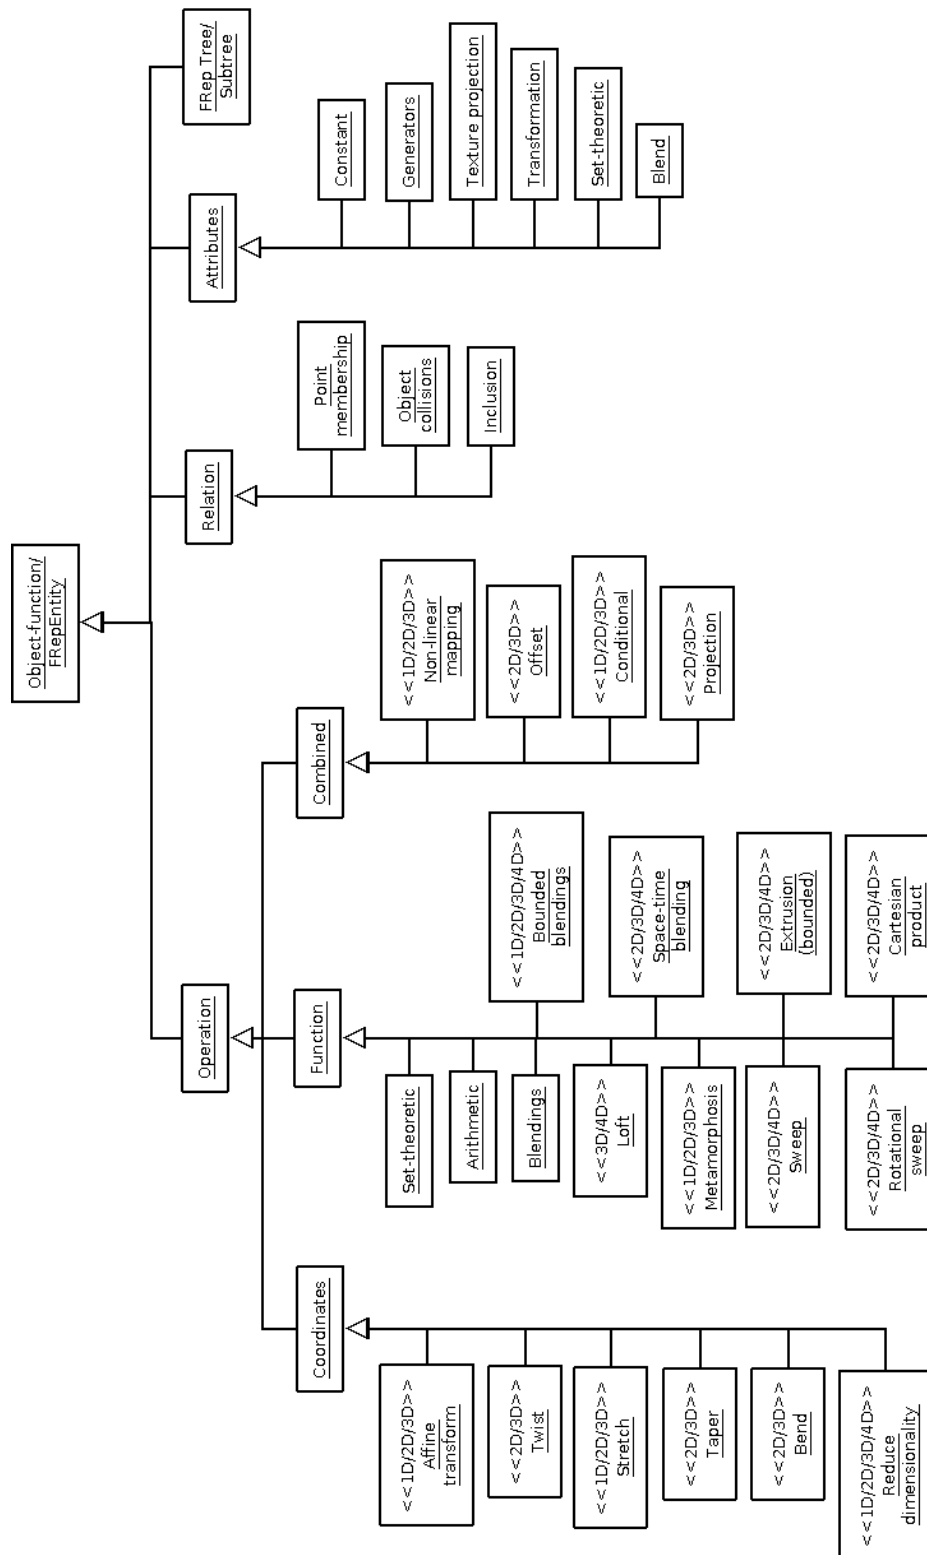 Object-function/
FRepEntity
Operation
Relation
Attributes
FRep Tree/
Subtree
Coordinates
Function
Combined
<<1D/2D/3D>>
Affine
transform
<<2D/3D>>
Twist
<<1D/2D/3D>>
Stretch
<<2D/3D>>
Taper
<<2D/3D>>
Bend
<<1D/2D/3D/4D>>
Reduce
dimensionality
Set-theoretic
Arithmetic
Blendings
<<3D/4D>>
Loft
<<1D/2D/3D>>
Metamorphosis
<<2D/3D/4D>>
Sweep
<<2D/3D/4D>>
Rotational
sweep
<<1D/2D/3D/4D>>
Bounded
blendings
<<2D/3D/4D>>
Space-time
blending
<<2D/3D/4D>>
Extrusion
(bounded)
<<2D/3D/4D>>
Cartesian
product
<<1D/2D/3D>>
Non-linear
mapping
<<2D/3D>>
Offset
<<1D/2D/3D>>
Conditional
<<2D/3D>>
Projection
Point
membership
Object
collisions
Inclusion
Constant
Generators
Texture projection
Transformation
Set-theoretic
Blend